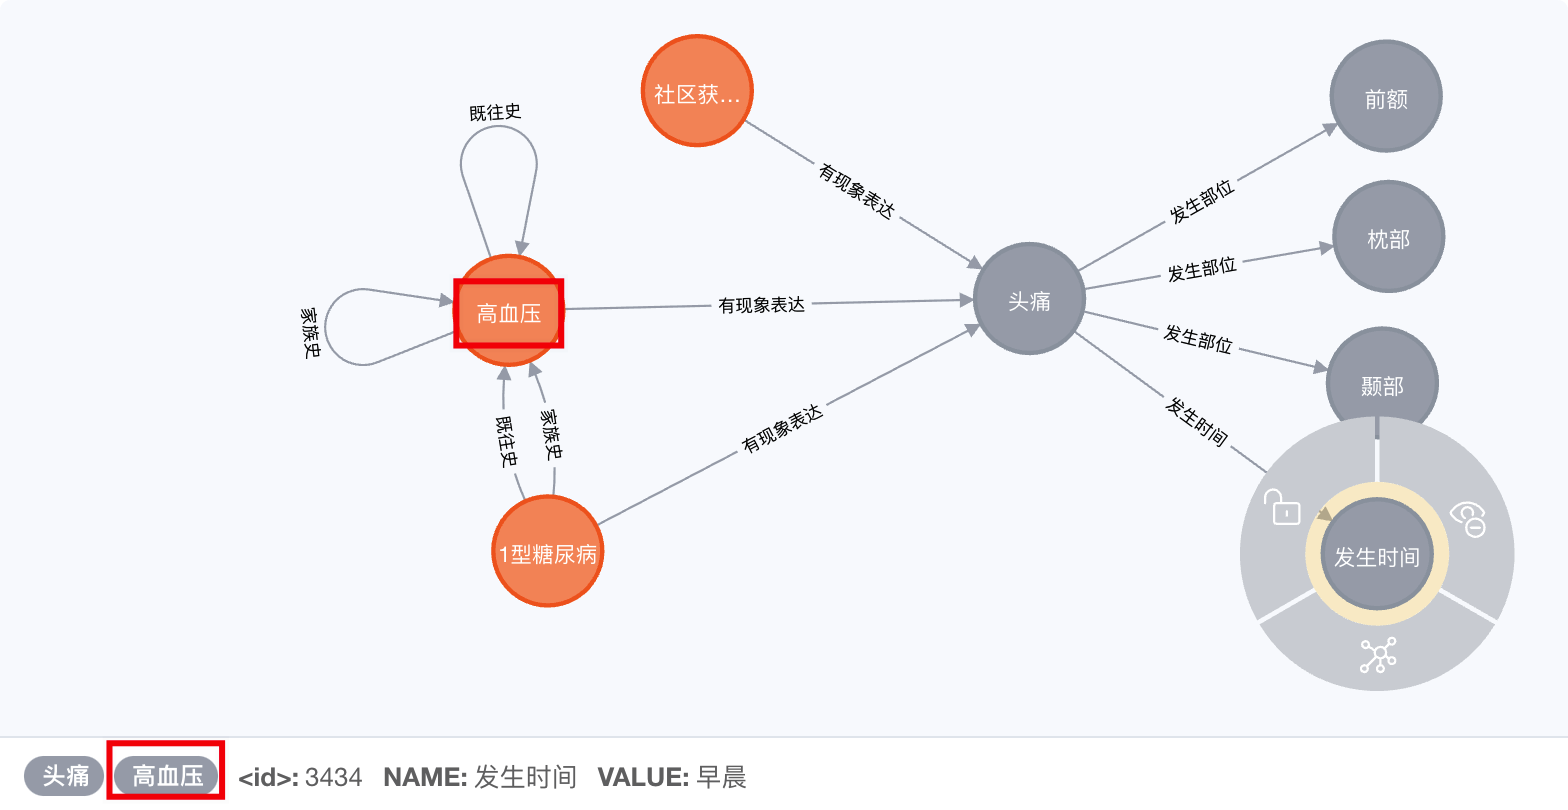 社区获…
前额
既往史
有现象表达
发生部位
枕部
发生部位
头痛
高血压
有现象表达
家族史
发生部位
颞部
发生时间
既往史
家族史
有现象表达
1型糖尿病
发生时间
头痛 高血压 <id>: 3434 NAME: 发生时间 VALUE: 早晨